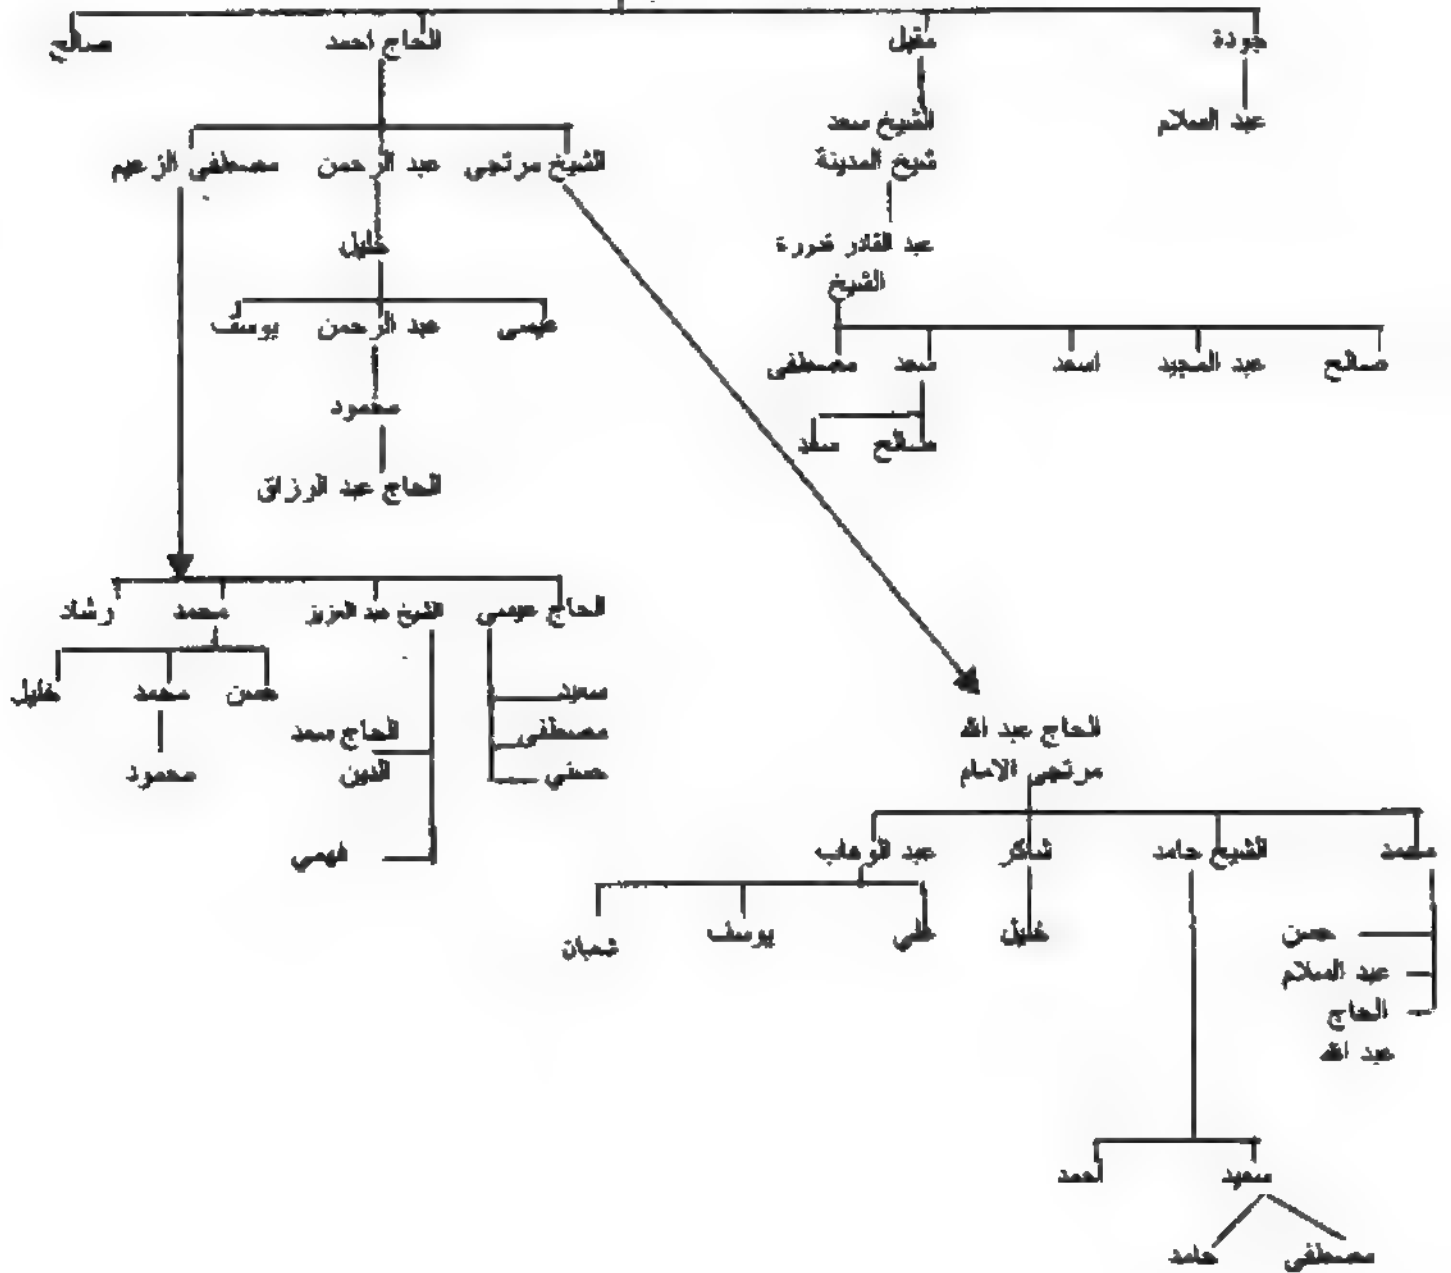 جودة مقبل الحاج احمد صالح
عبد السلام الشيخ سعد
شيخ المدينة
الشيخ مرتجى عبد الرحمن مصطفى الزعيم
عبد القادر
الشيخ
خليل
عيسى عبد الرحمن يوسف
صالح عبد المجيد اسعد سعد مصطفى
محمود
صالح سعد
الحاج عبد الرزاق
الحاج موسى الشيخ عبد العزيز محمد رشاد
سعيد حسن محمد خليل
مصطفى الحاج سعد
حسني الدين محمود
الحاج عبد الله
مرتجى الامام
فهمي
محمد الشيخ حامد شاكر عبد الوهاب
حسن خليل علي يوسف شعبان
عبد السلام
الحاج
عبد الله
سعيد احمد
مصطفى حامد